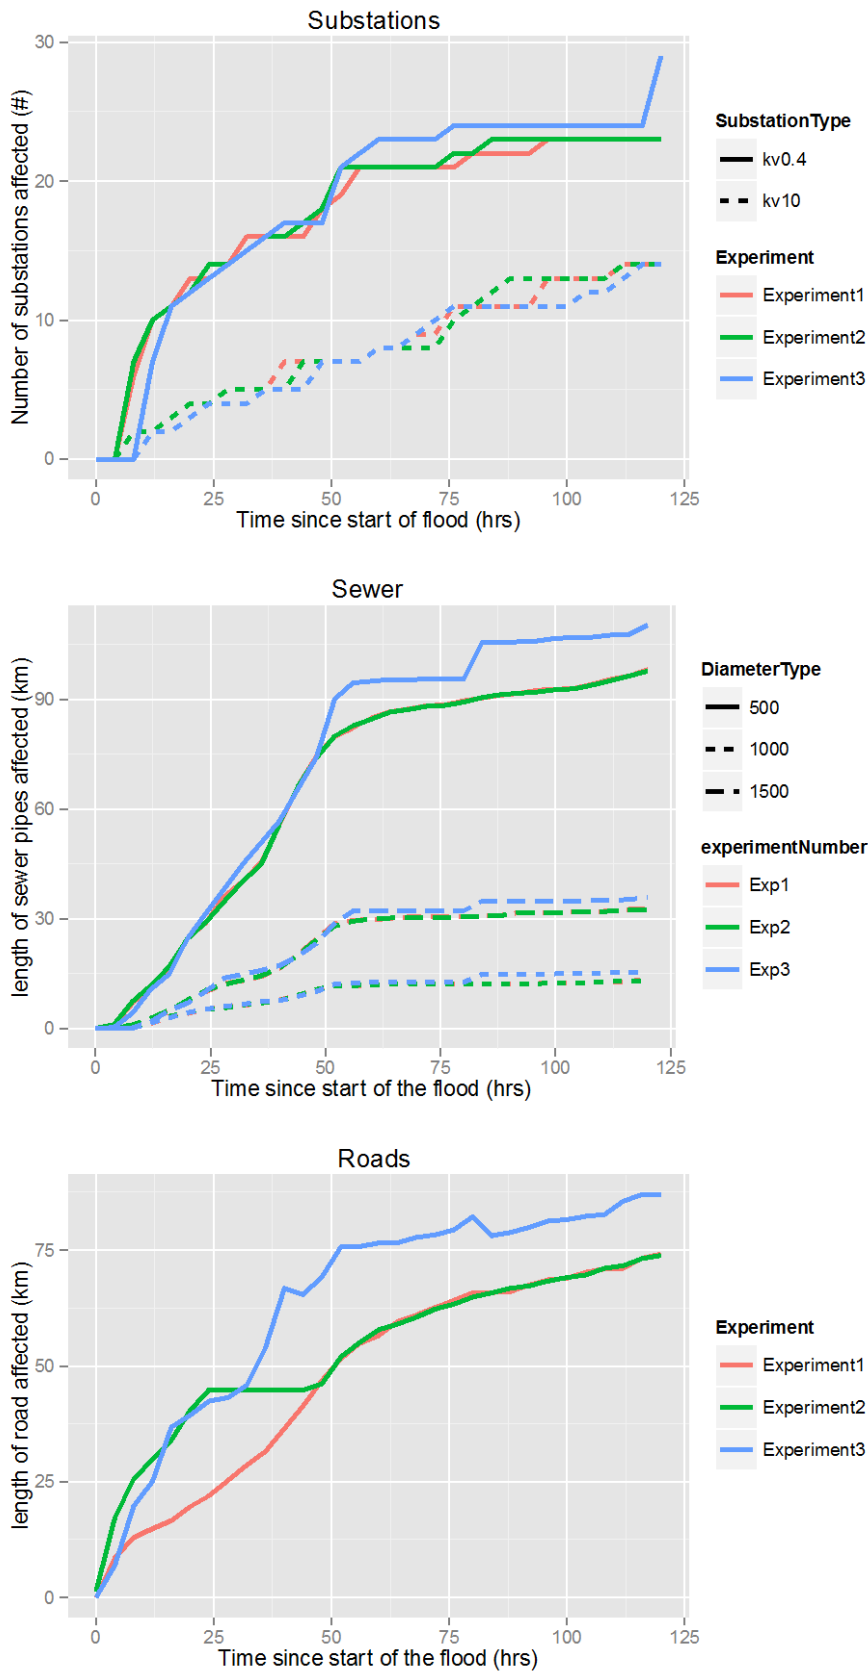 Substations
Number of substations affected (#)
30
20
10
0
0 25 50 75 100 125
Time since start of flood (hrs)
SubstationType
kv0.4
kv10
Experiment
Experiment1
Experiment2
Experiment3
Sewer
length of sewer pipes affected (km)
90
60
30
0
0 25 50 75 100 125
Time since start of the flood (hrs)
DiameterType
500
1000
1500
experimentNumber
Exp1
Exp2
Exp3
Roads
length of road affected (km)
75
50
25
0
0 25 50 75 100 125
Time since start of the flood (hrs)
Experiment
Experiment1
Experiment2
Experiment3